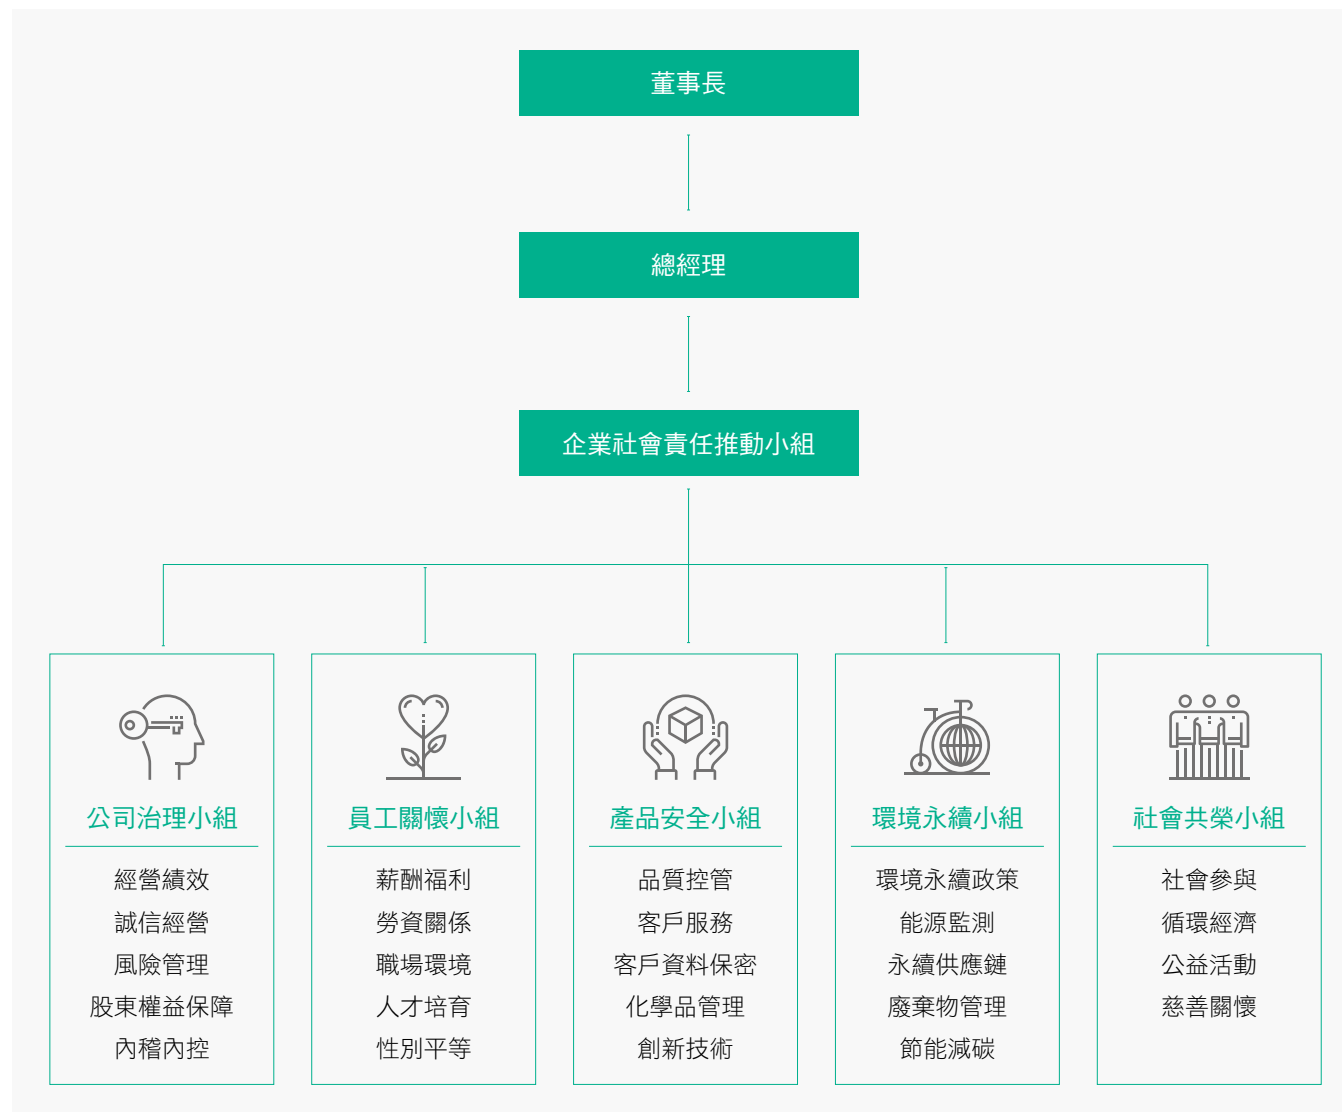 董事長
總經理
企業社會責任推動小組
公司治理小組
經營績效
誠信經營
風險管理
股東權益保障
內稽內控
員工關懷小組
薪酬福利
勞資關係
職場環境
人才培育
性別平等
產品安全小組
品質控管
客戶服務
客戶資料保密
化學品管理
創新技術
環境永續小組
環境永續政策
能源監測
永續供應鏈
廢棄物管理
節能減碳
社會共榮小組
社會參與
循環經濟
公益活動
慈善關懷